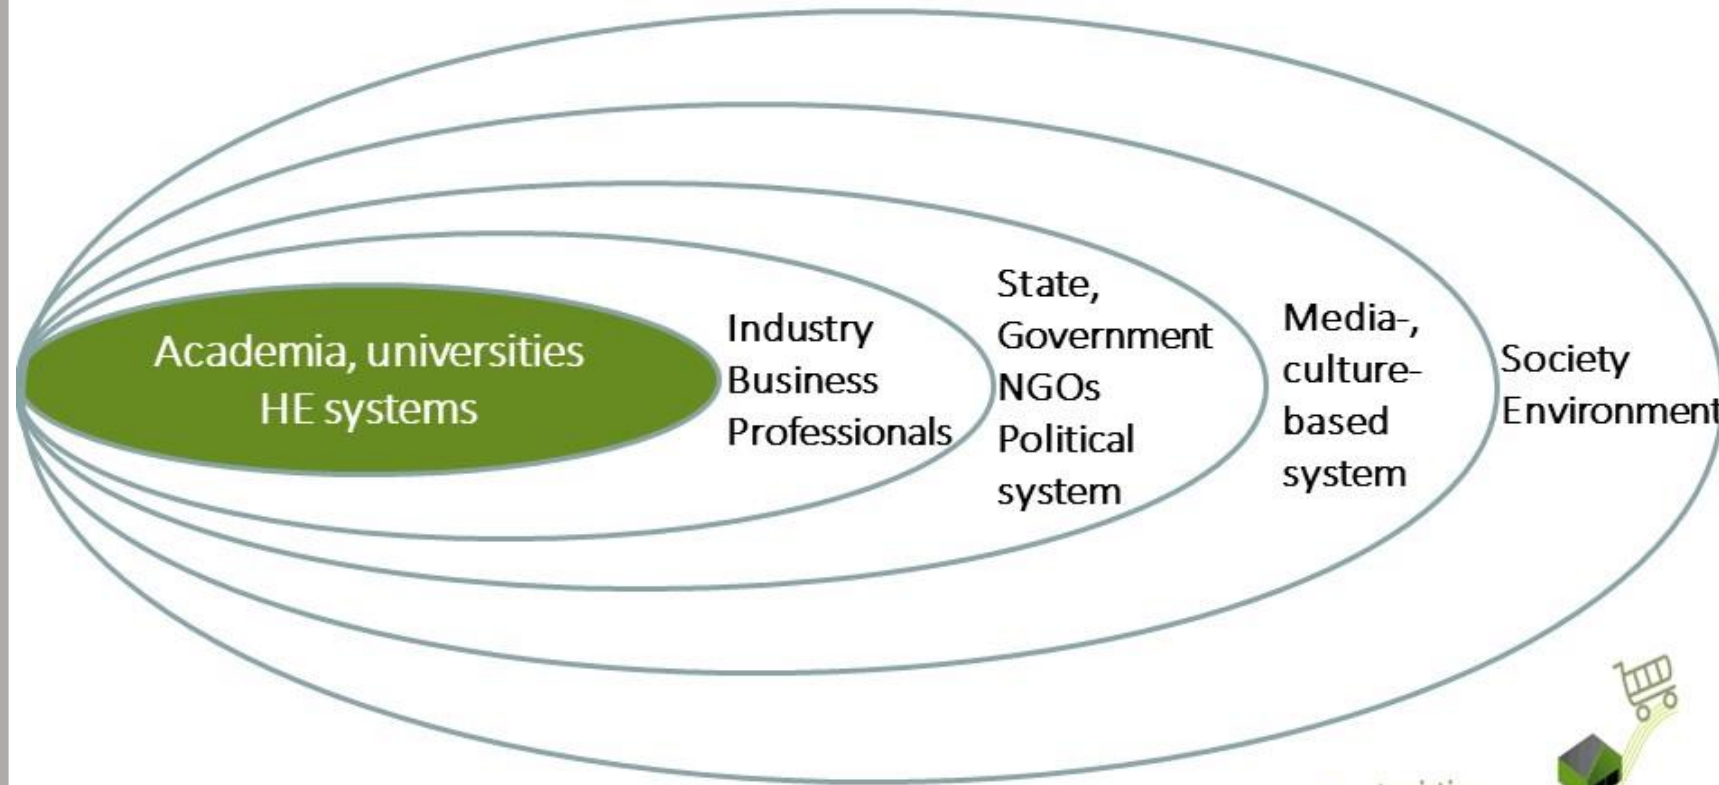 Academia, universities
HE systems
Industry
Business
Professionals
State,
Government
NGOs
Political
system
Media-,
culture-
based
system
Society
Environment